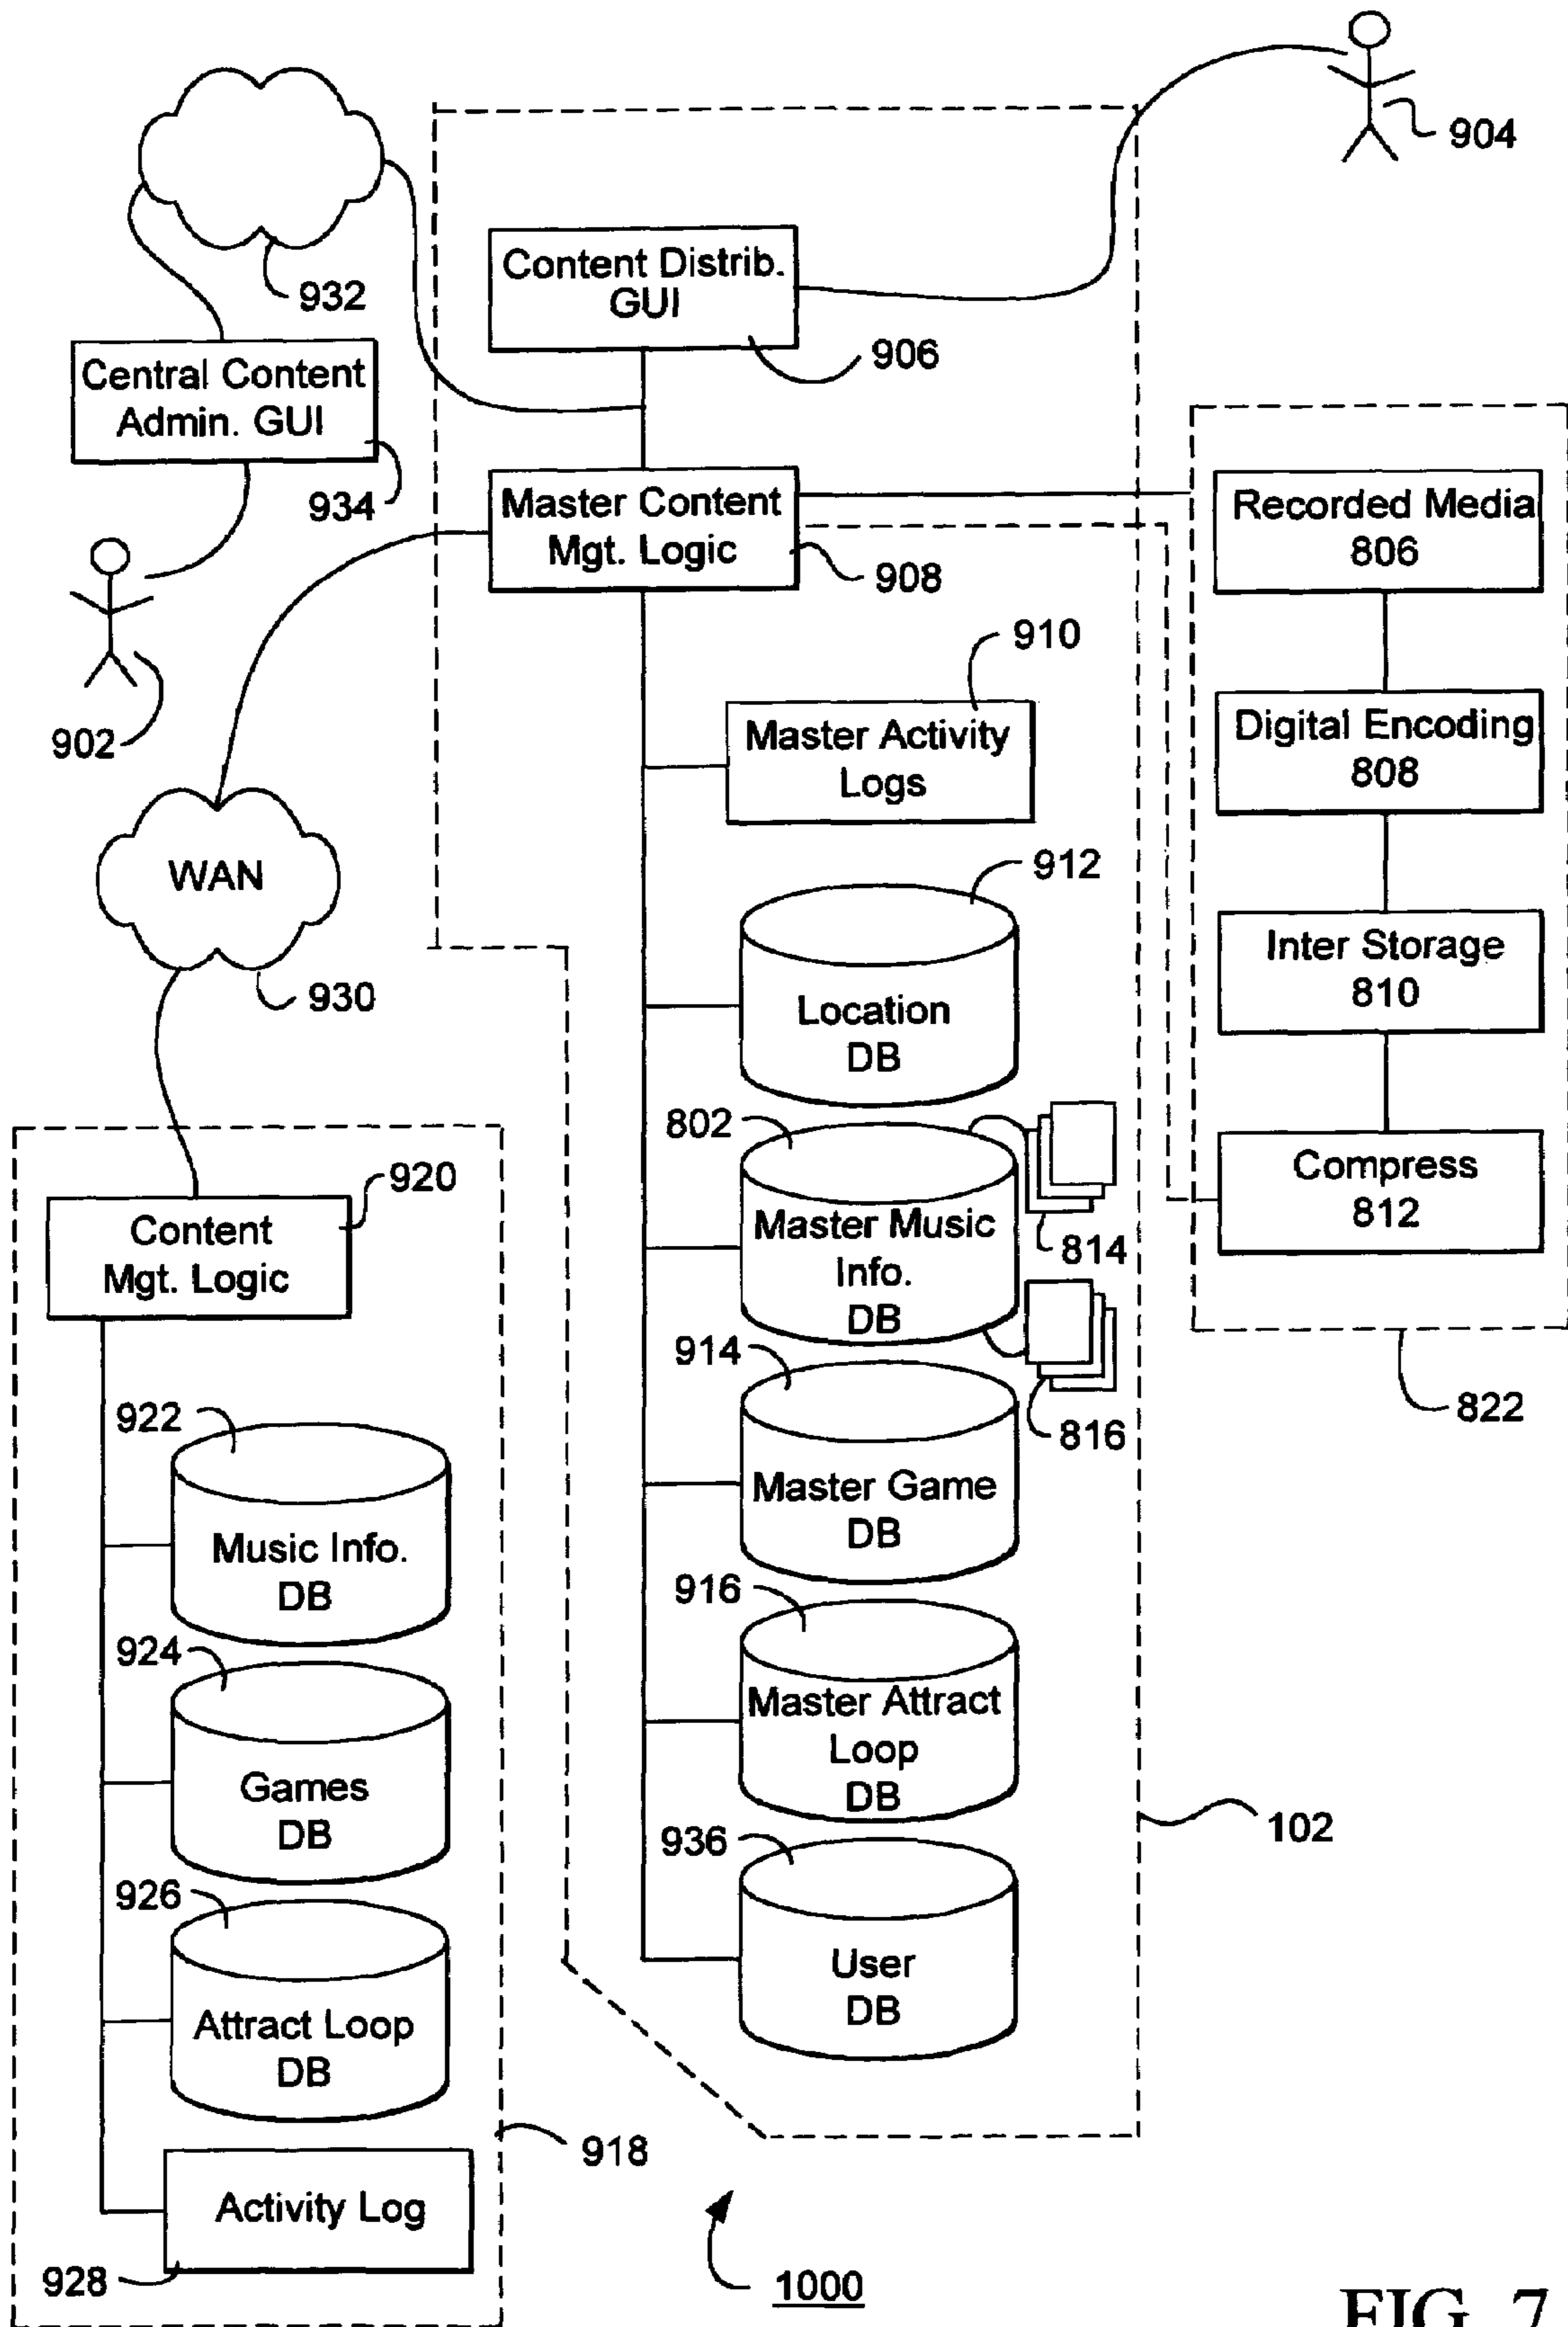 904
932
Content Distrib.
GUI
906
Central Content
Admin. GUI
934
902
Master Content
Mgt. Logic
908
Recorded Media
806
Digital Encoding
808
Inter Storage
810
Compress
812
822
910
Master Activity
Logs
WAN
930
912
Location
DB
802
Master Music
Info.
DB
814
816
914
Master Game
DB
916
Master Attract
Loop
DB
936
User
DB
102
920
Content
Mgt. Logic
922
Music Info.
DB
924
Games
DB
926
Attract Loop
DB
918
Activity Log
928
1000
FIG. 7